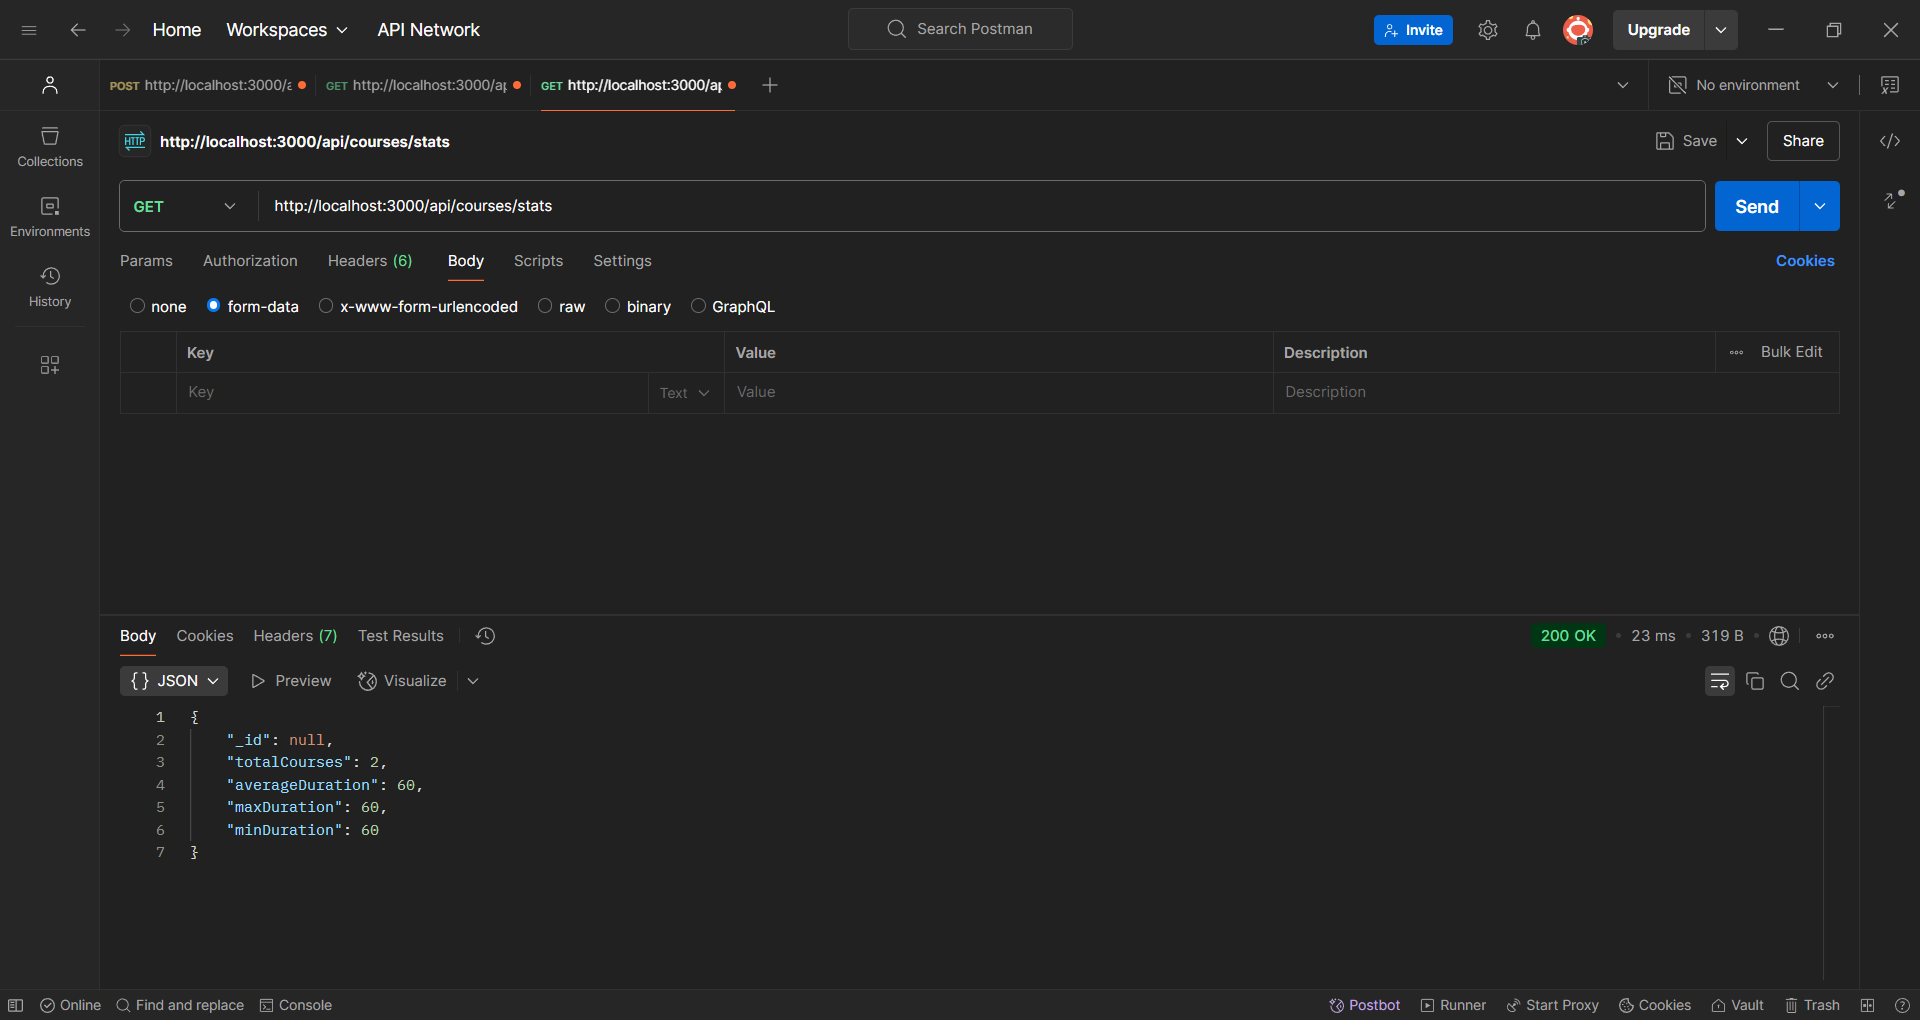 Home Workspaces API Network Search Postman Invite Upgrade
POST http://localhost:3000/a GET http://localhost:3000/ap GET http://localhost:3000/ap No environment
HTTP http://localhost:3000/api/courses/stats Save Share
Collections
GET http://localhost:3000/api/courses/stats Send
Environments
Params Authorization Headers (6) Body Scripts Settings Cookies
History
none form-data x-www-form-urlencoded raw binary GraphQL
Key Value Description Bulk Edit
Key Text Value Description
Body Cookies Headers (7) Test Results 200 OK • 23 ms • 319 B •
{} JSON Preview Visualize
1 {
2 "_id": null,
3 "totalCourses": 2,
4 "averageDuration": 60,
5 "maxDuration": 60,
6 "minDuration": 60
7 }
Online Find and replace Console Postbot Runner Start Proxy Cookies Vault Trash